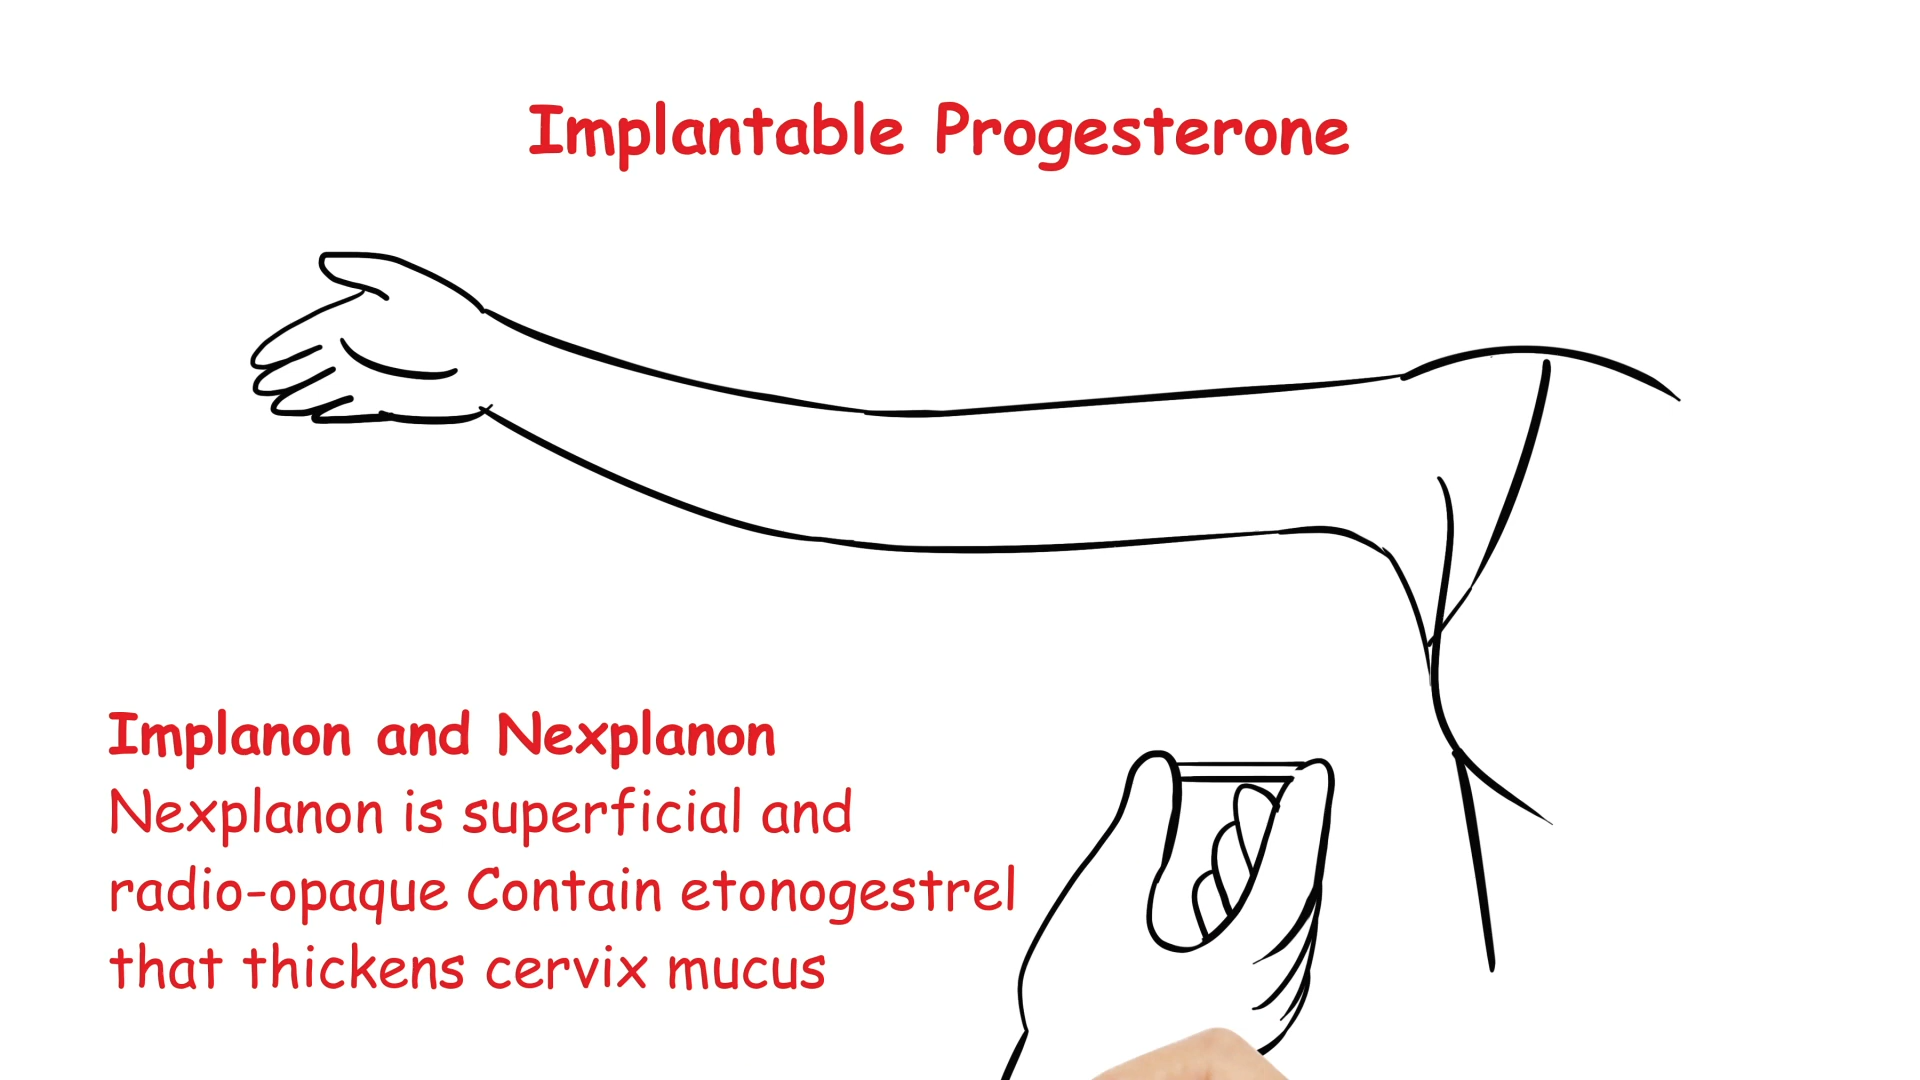 Implantable Progesterone
Implanon and Nexplanon
Nexplanon is superficial and
radio-opaque Contain etonogestrel
that thickens cervix mucus